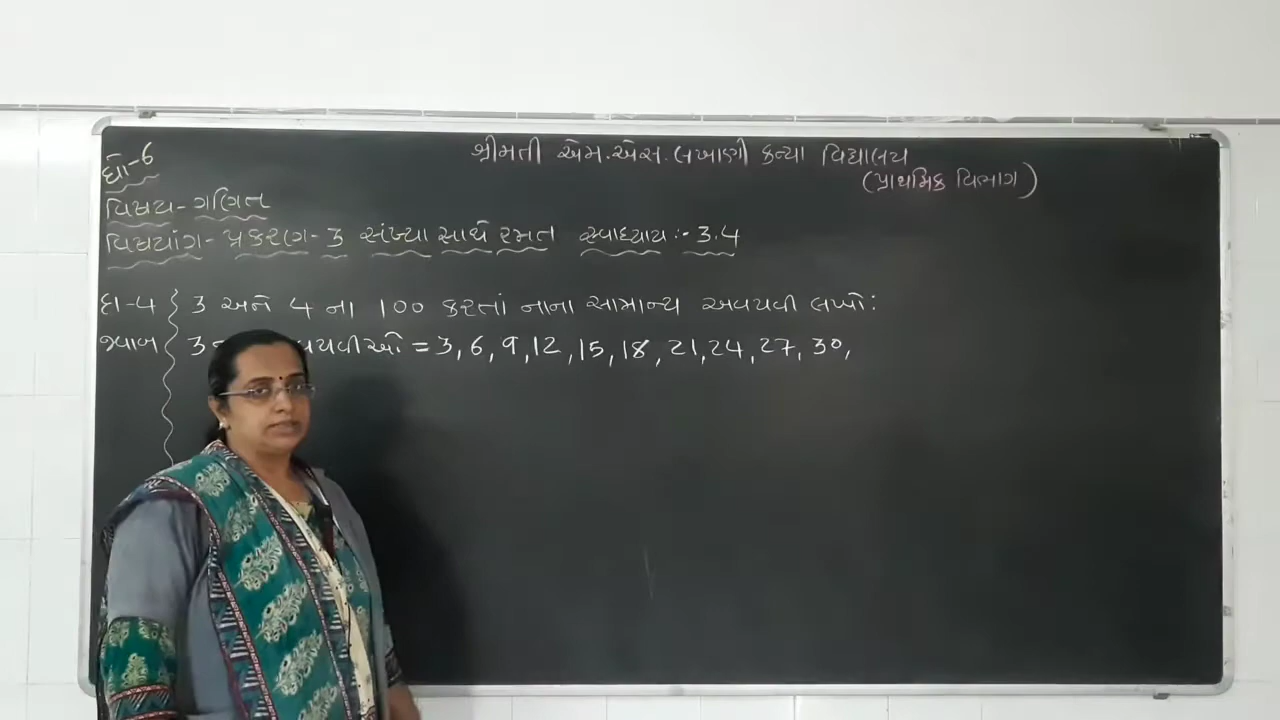 શ્રીમતી એમ.એસ.લખાણી કન્યા વિદ્યાલય
(પ્રાથમિક વિભાગ)
ધો-6
વિષય- ગણિત
વિષયાંગ- પ્રકરણ-3 સંખ્યા સાથે રમત સ્વાધ્યાય :- 3.4
દા-4 3 અને 4 ના 100 કરતાં નાના સામાન્ય અવયવી લખો:
જવાબ 3 = 3, 6, 9, 12, 15, 18, 21, 24, 27, 30,